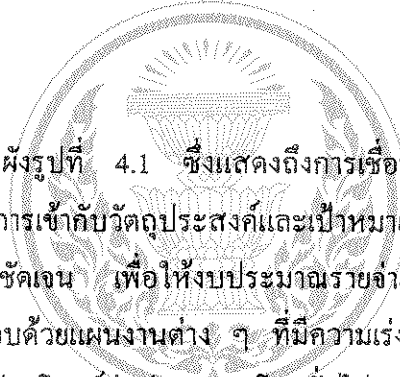 ผังรูปที่ 4.1 ซึ่งแสดงถึงการเชื่อ
การเข้ากับวัตถุประสงค์และเป้าหมา
ชัดเจน เพื่อให้งบประมาณรายจ่า
อบด้วยแผนงานต่าง ๆ ที่มีความเร่ง